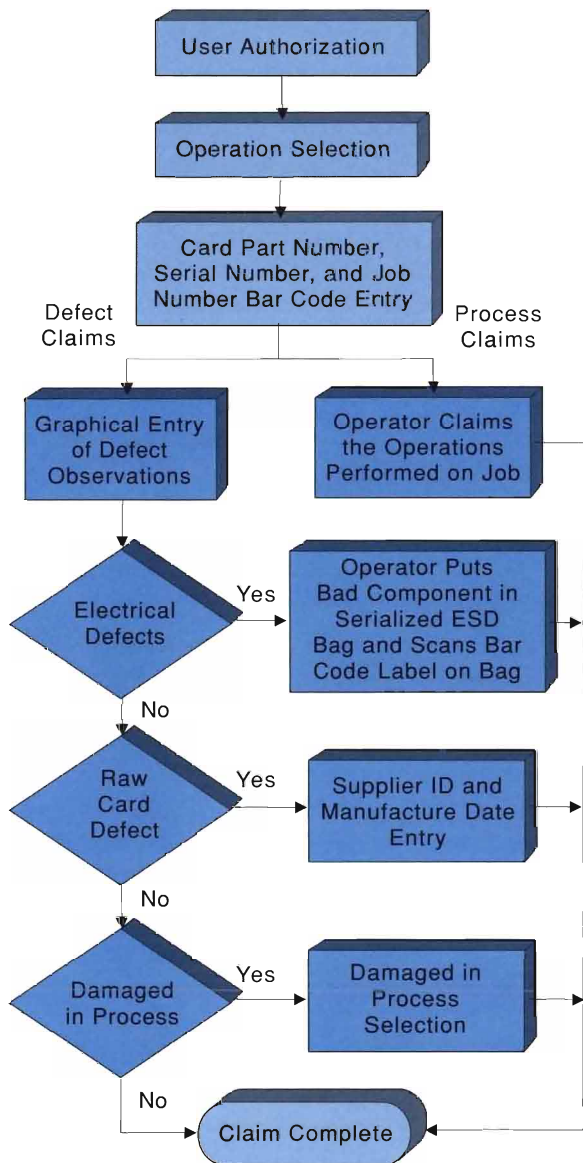 User Authorization
Operation Selection
Card Part Number,
Serial Number, and Job
Number Bar Code Entry
Defect
Claims
Process
Claims
Graphical Entry
of Defect
Observations
Operator Claims
the Operations
Performed on Job
Electrical
Defects
Yes
Operator Puts
Bad Component in
Serialized ESD
Bag and Scans Bar
Code Label on Bag
No
Raw
Card
Defect
Yes
Supplier ID and
Manufacture Date
Entry
No
Damaged
in Process
Yes
Damaged in
Process
Selection
No
Claim Complete